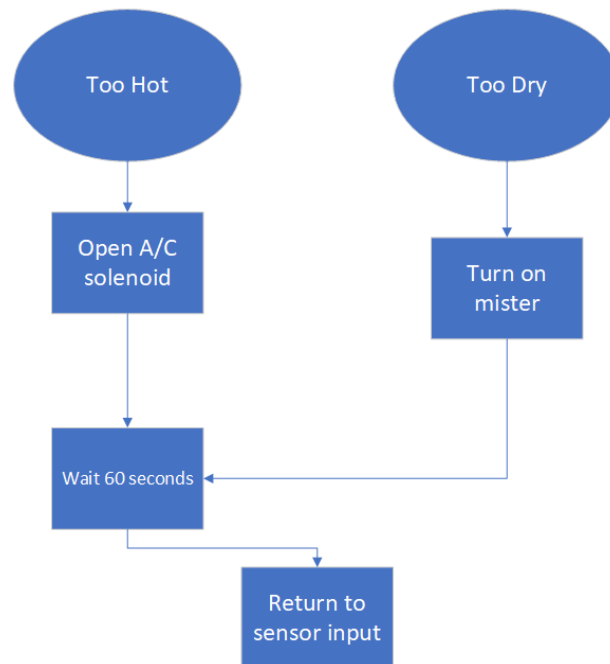 Too Hot
Too Dry
Open A/C
solenoid
Turn on
mister
Wait 60 seconds
Return to
sensor input